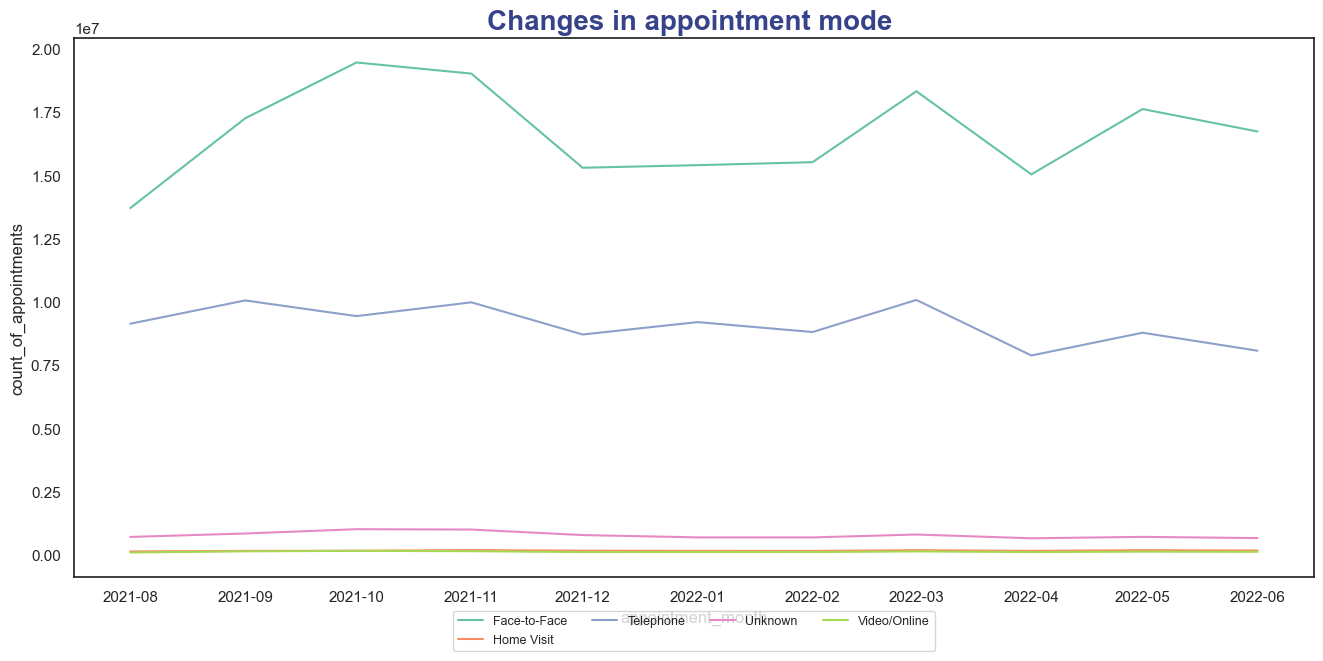 Changes in appointment mode
1e7
2.00
1.75
1.50
1.25
1.00
0.75
0.50
0.25
0.00
count_of_appointments
2021-08 2021-09 2021-10 2021-11 2021-12 2022-01 2022-02 2022-03 2022-04 2022-05 2022-06
appointment_month
Face-to-Face Telephone Unknown Video/Online
Home Visit